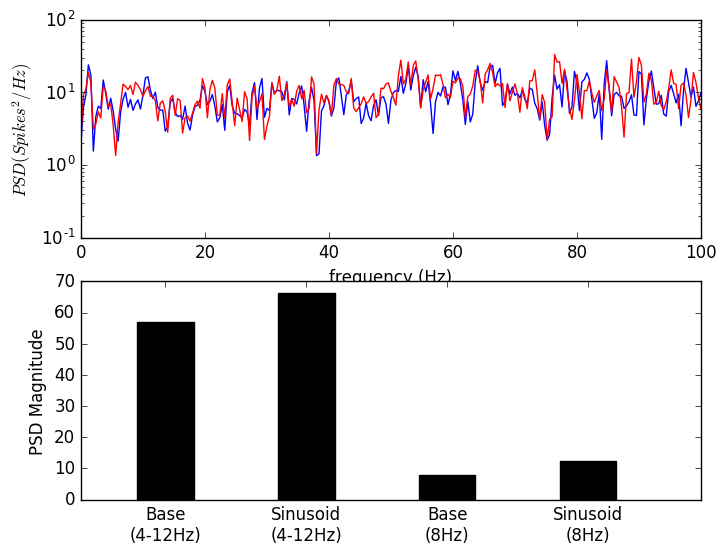 10^2
10^1
10^0
10^-1
PSD(Spikes^2/Hz)
0 20 40 60 80 100
frequency (Hz)
70
60
50
40
30
20
10
0
PSD Magnitude
Base Sinusoid Base Sinusoid
(4-12Hz) (4-12Hz) (8Hz) (8Hz)